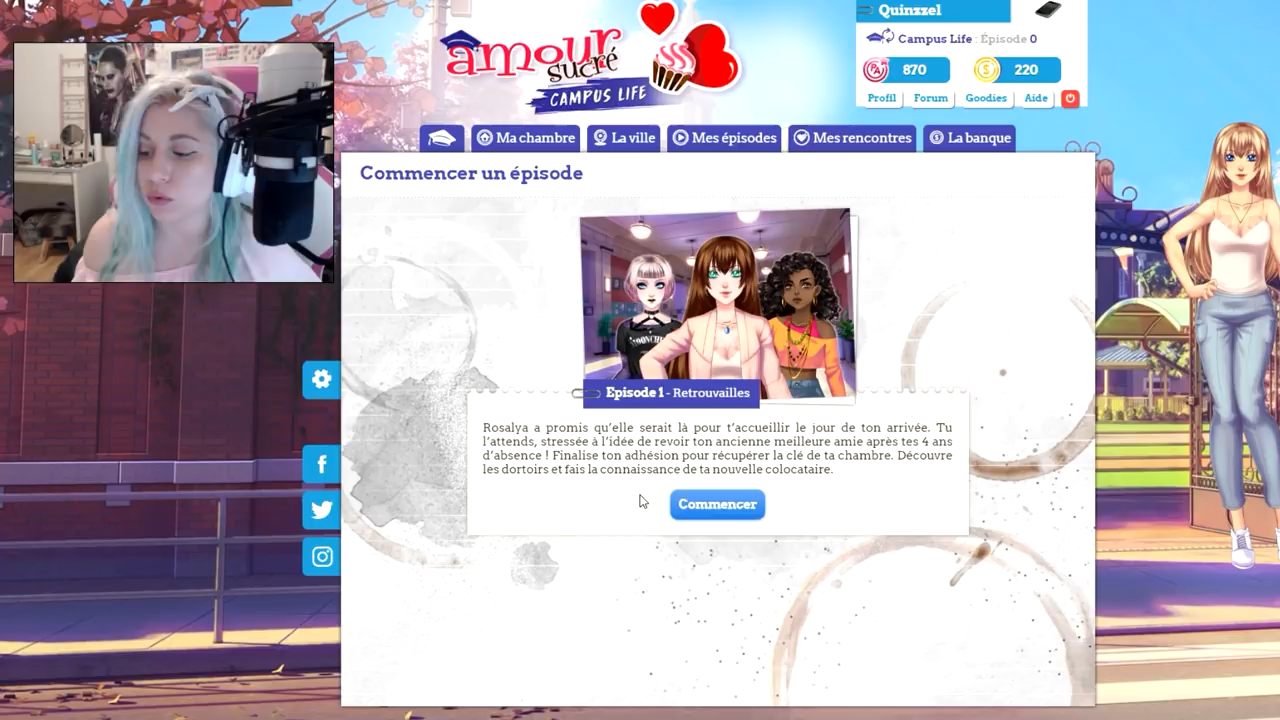 amour
sucré
CAMPUS LIFE
Quinzzel
Campus Life : Épisode 0
PA 870
$ 220
Profil
Forum
Goodies
Aide
Ma chambre
La ville
Mes épisodes
Mes rencontres
La banque
Commencer un épisode
Episode 1 - Retrouvailles
Rosalya a promis qu'elle serait là pour t'accueillir le jour de ton arrivée. Tu
l'attends, stressée à l'idée de revoir ton ancienne meilleure amie après tes 4 ans
d'absence ! Finalise ton adhésion pour récupérer la clé de ta chambre. Découvre
les dortoirs et fais la connaissance de ta nouvelle colocataire.
Commencer